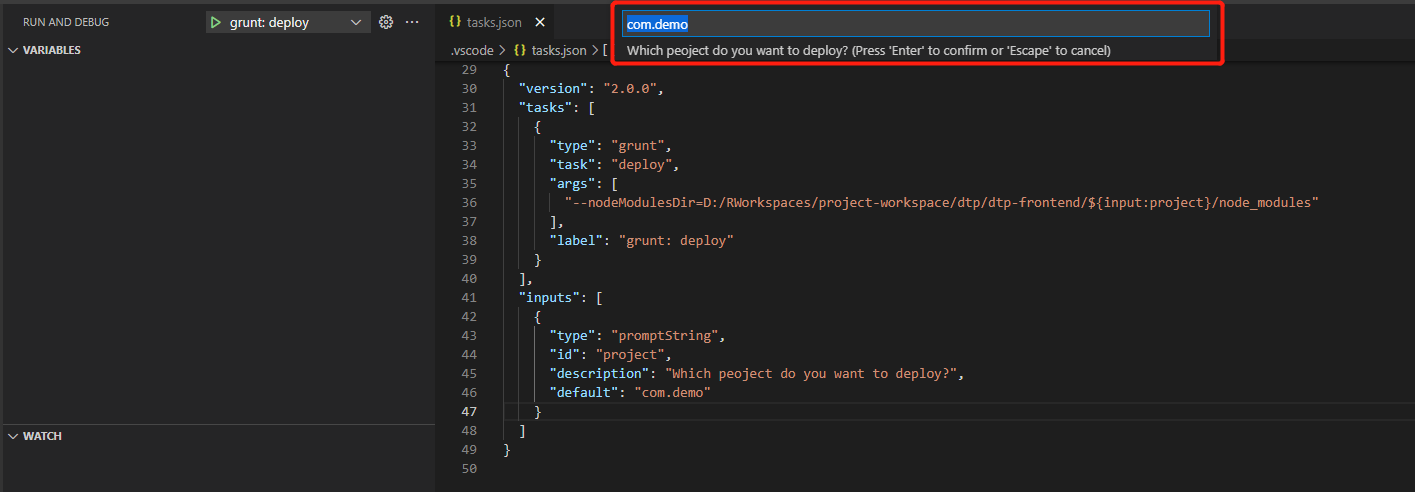 RUN AND DEBUG
grunt: deploy
VARIABLES
WATCH
tasks.json
.vscode > tasks.json > [
com.demo
Which peoject do you want to deploy? (Press 'Enter' to confirm or 'Escape' to cancel)
29 {
30 "version": "2.0.0",
31 "tasks": [
32 {
33 "type": "grunt",
34 "task": "deploy",
35 "args": [
36 "--nodeModulesDir=D:/RWorkspaces/project-workspace/dtp/dtp-frontend/${input:project}/node_modules"
37 ],
38 "label": "grunt: deploy"
39 }
40 ],
41 "inputs": [
42 {
43 "type": "promptString",
44 "id": "project",
45 "description": "Which peoject do you want to deploy?",
46 "default": "com.demo"
47 }
48 ]
49 }
50